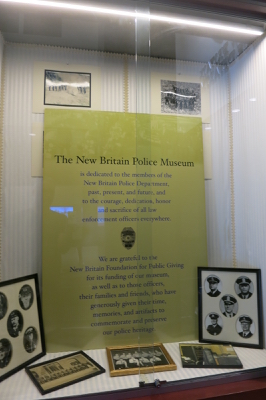 The New Britain Police Museum
is dedicated to the members of the
New Britain Police Department,
past, present, and future, and
to the courage, dedication, honor
and sacrifice of all law
enforcement officers everywhere.
We are grateful to the
New Britain Foundation for Public Giving
for its funding of our museum,
as well as to those officers,
their families and friends, who have
generously given their time,
memories, and artifacts to
commemorate and preserve
our police heritage.